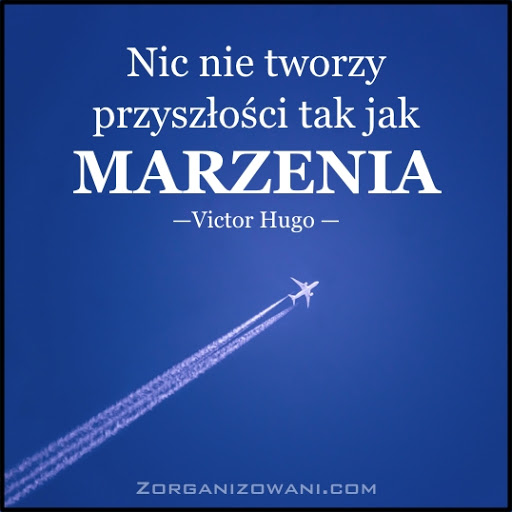 Nic nie tworzy
przyszłości tak jak
MARZENIA
—Victor Hugo —
ZORGANIZOWANI.COM